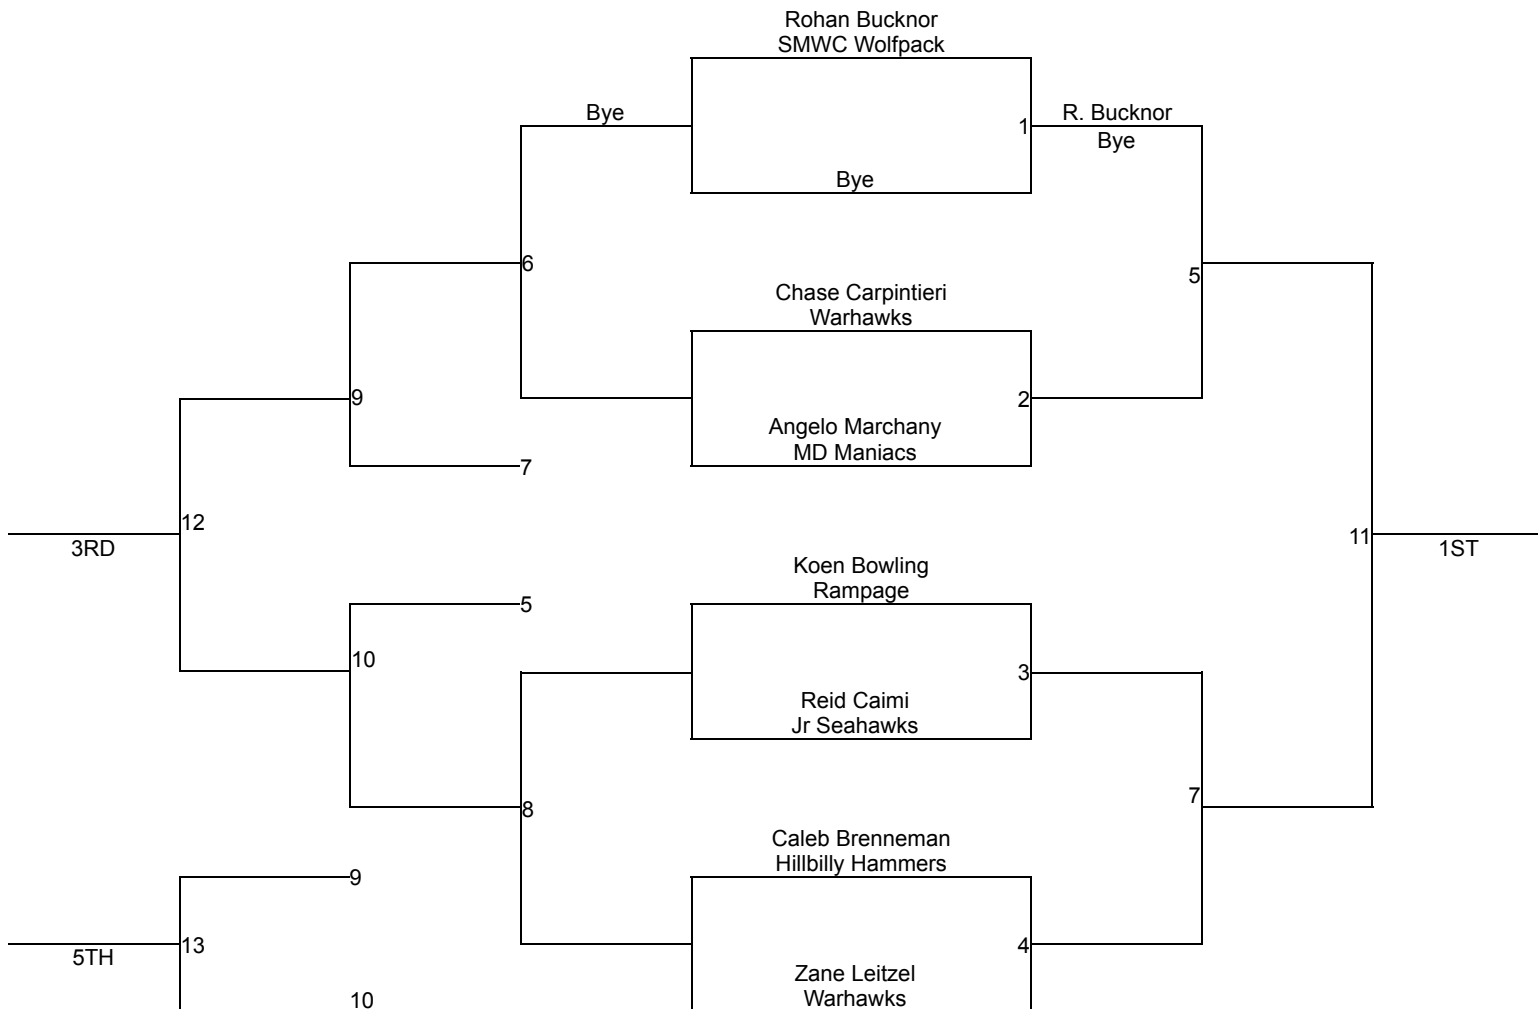 Rohan Bucknor
SMWC Wolfpack
Bye
1
R. Bucknor
Bye
Bye
6
5
Chase Carpintieri
Warhawks
9
2
Angelo Marchany
MD Maniacs
7
12
3RD
11
1ST
Koen Bowling
Rampage
5
10
3
Reid Caimi
Jr Seahawks
7
8
Caleb Brenneman
Hillbilly Hammers
9
13
4
5TH
Zane Leitzel
Warhawks
10